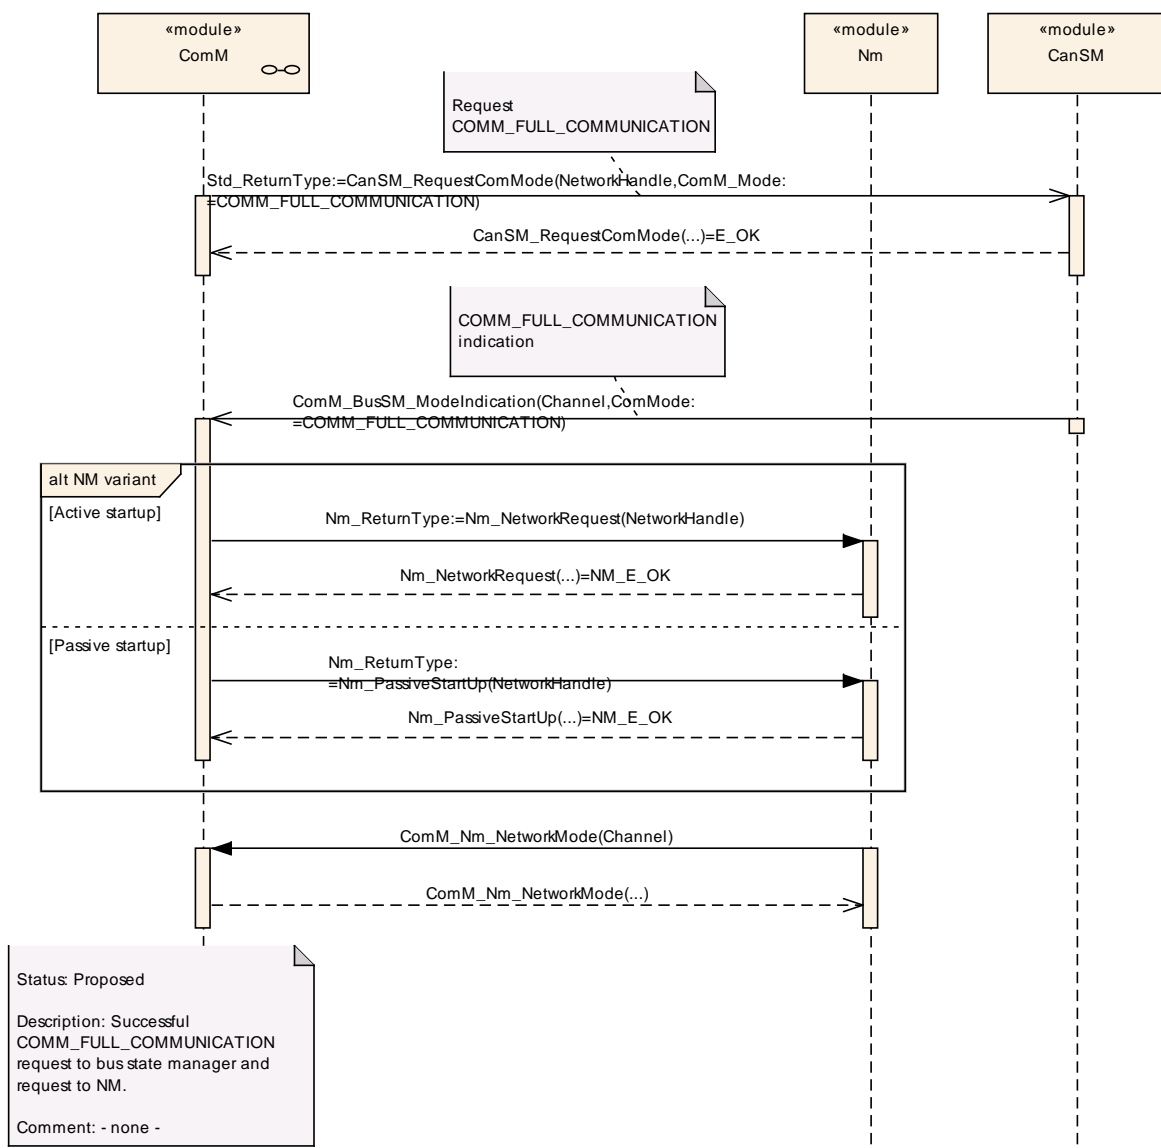 «module»
ComM
«module»
Nm
«module»
CanSM
Request
COMM_FULL_COMMUNICATION
Std_ReturnType:=CanSM_RequestComMode(NetworkHandle,ComM_Mode:
=COMM_FULL_COMMUNICATION)
CanSM_RequestComMode(...)=E_OK
COMM_FULL_COMMUNICATION
indication
ComM_BusSM_ModeIndication(Channel,ComMode:
=COMM_FULL_COMMUNICATION)
alt NM variant
[Active startup]
Nm_ReturnType:=Nm_NetworkRequest(NetworkHandle)
Nm_NetworkRequest(...)=NM_E_OK
[Passive startup]
Nm_ReturnType:
=Nm_PassiveStartUp(NetworkHandle)
Nm_PassiveStartUp(...)=NM_E_OK
ComM_Nm_NetworkMode(Channel)
ComM_Nm_NetworkMode(...)
Status: Proposed
Description: Successful
COMM_FULL_COMMUNICATION
request to bus state manager and
request to NM.
Comment: - none -